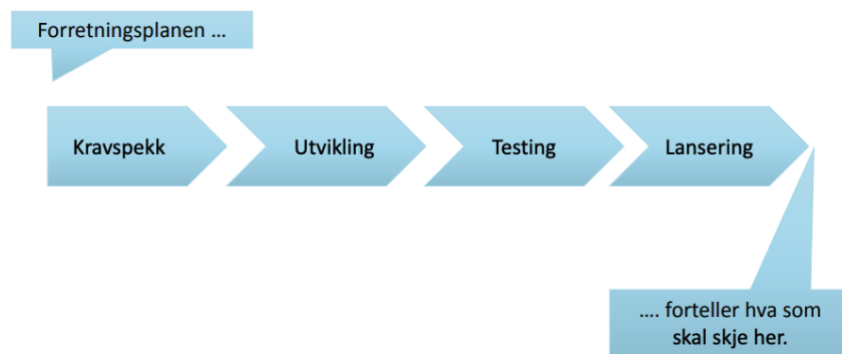 Forretningsplanen ...
Kravspekk
Utvikling
Testing
Lansering
.... forteller hva som
skal skje her.